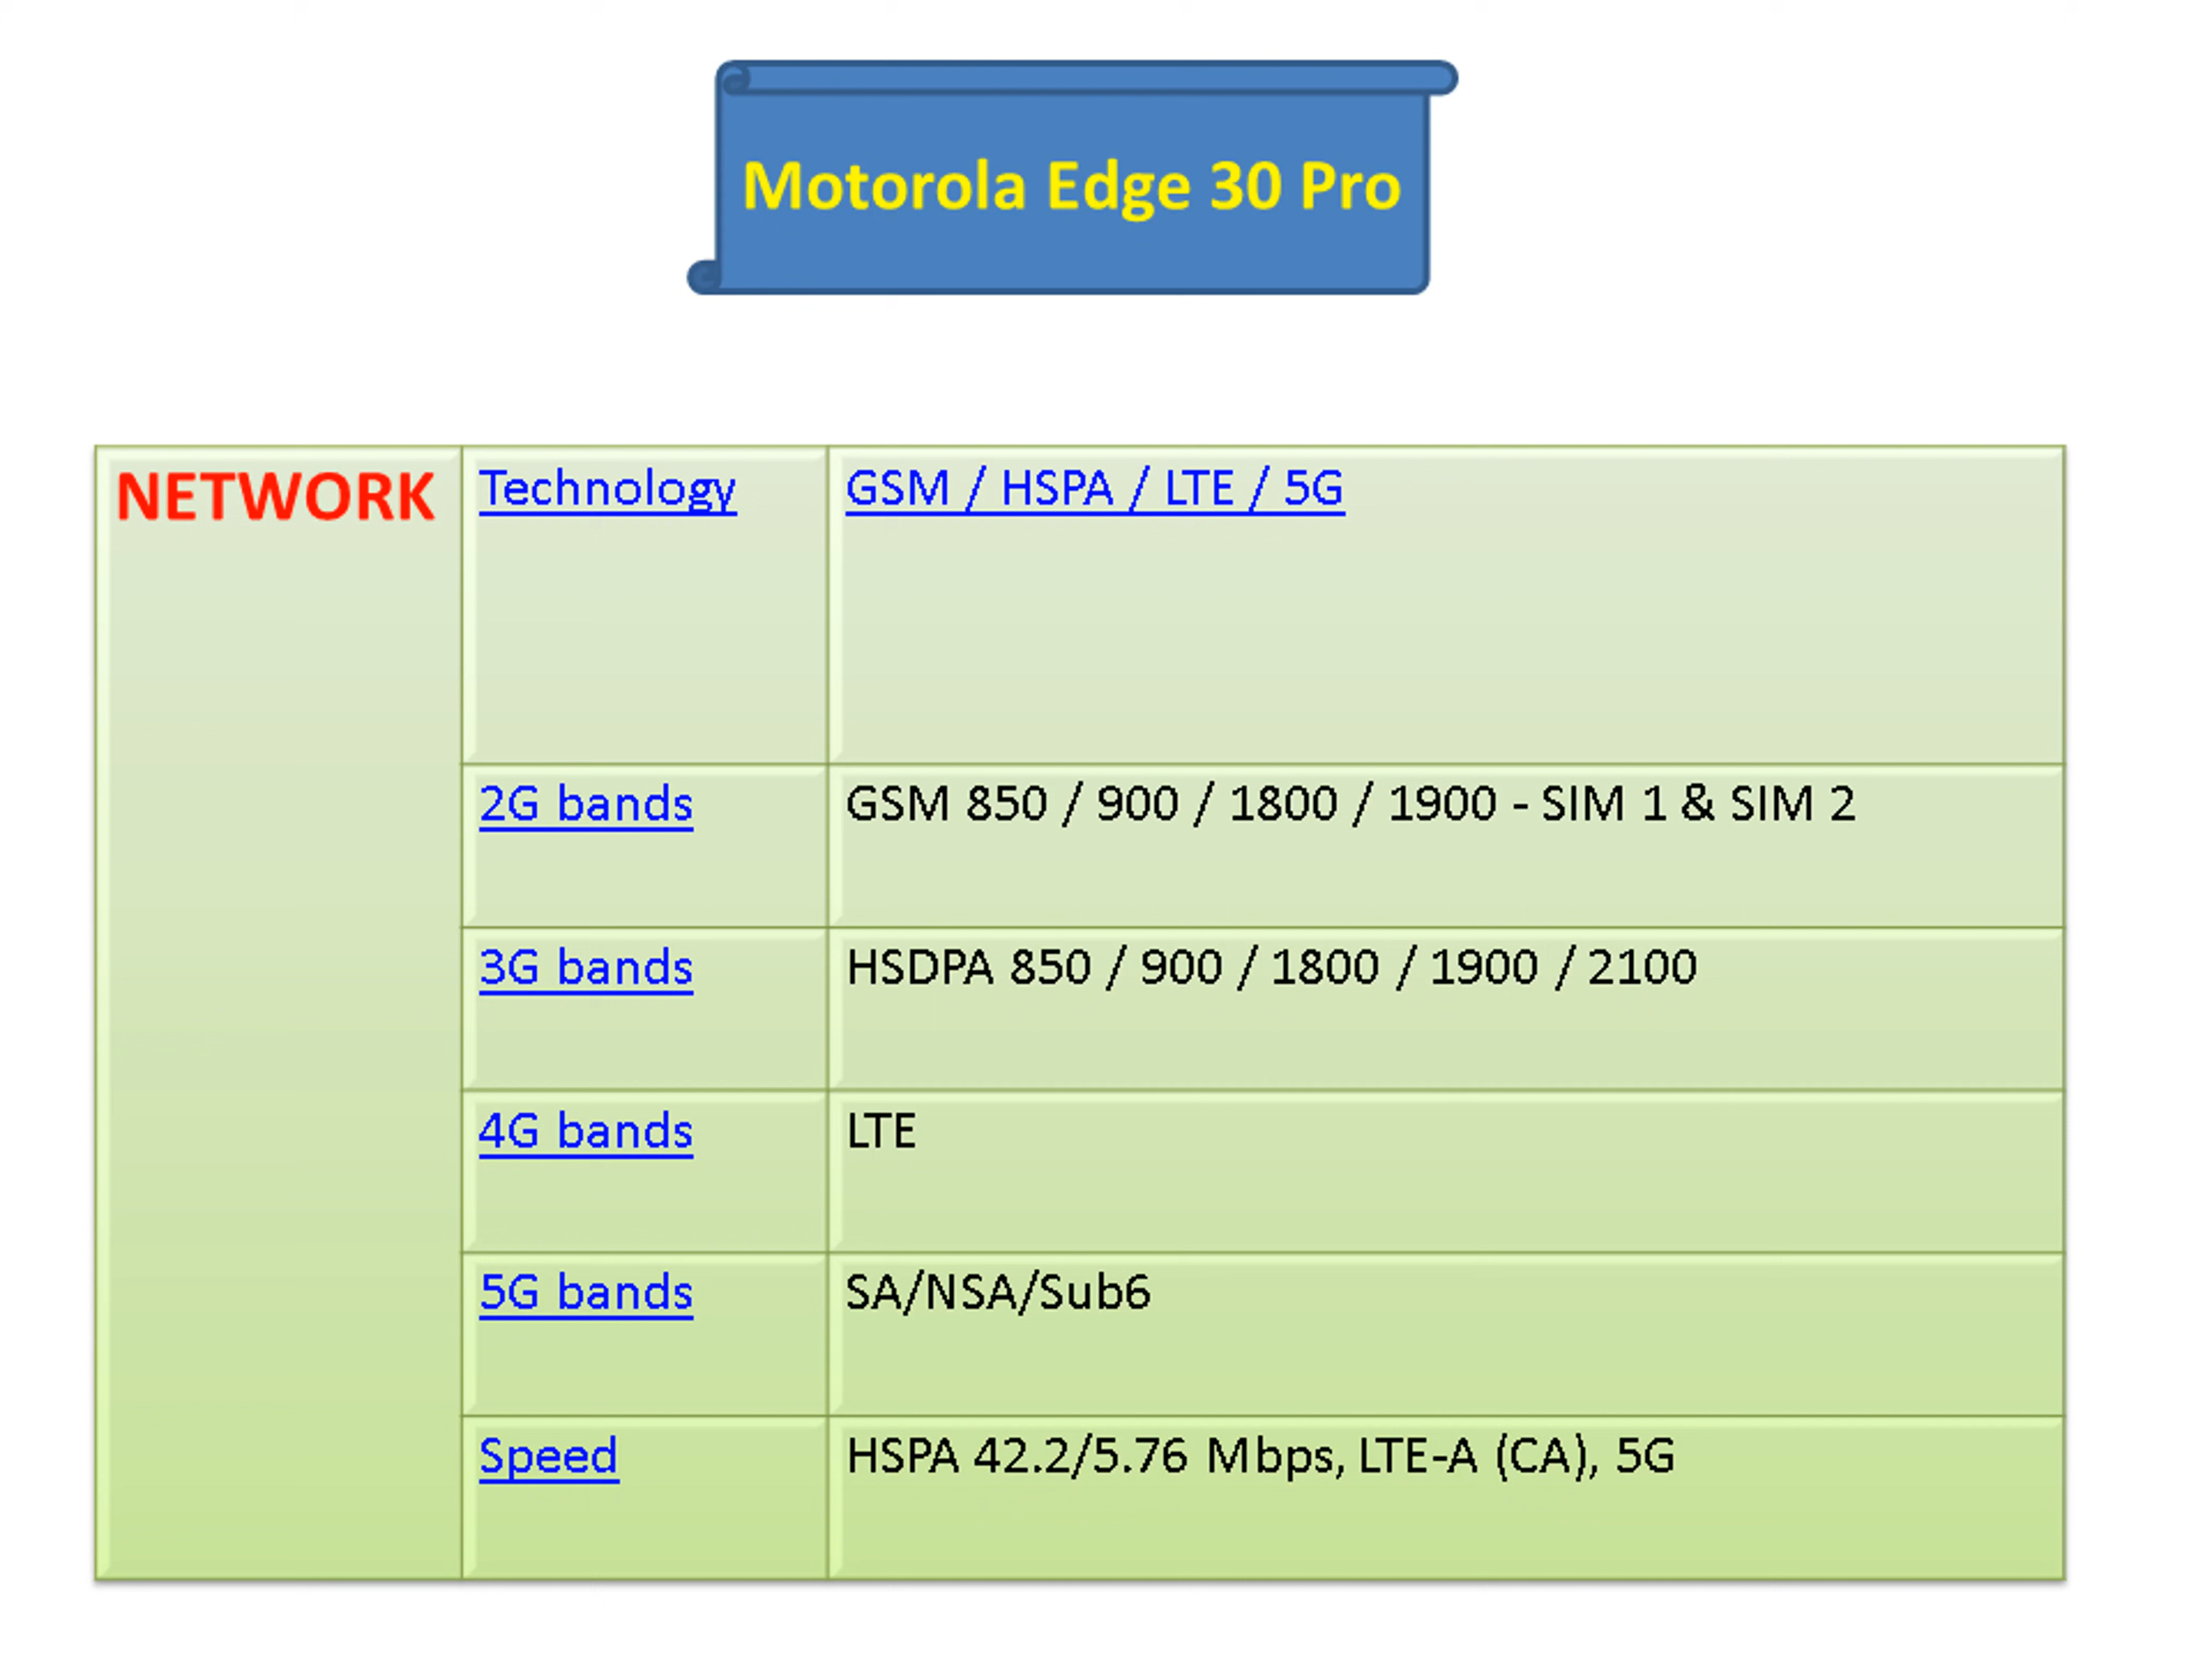 Motorola Edge 30 Pro
NETWORK
Technology
GSM / HSPA / LTE / 5G
2G bands
GSM 850 / 900 / 1800 / 1900 - SIM 1 & SIM 2
3G bands
HSDPA 850 / 900 / 1800 / 1900 / 2100
4G bands
LTE
5G bands
SA/NSA/Sub6
Speed
HSPA 42.2/5.76 Mbps, LTE-A (CA), 5G